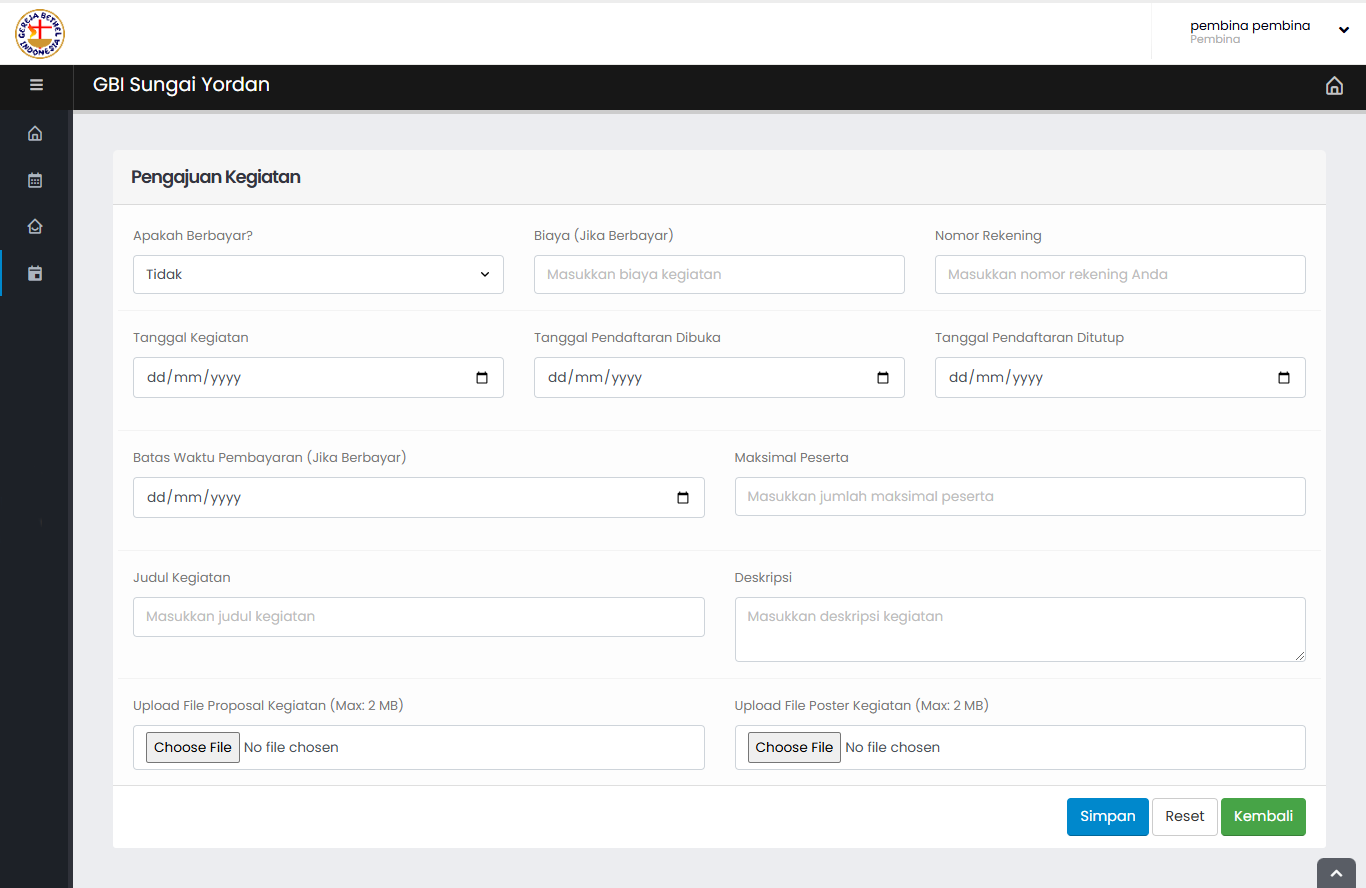 GEREJA BETHEL INDONESIA
pembina pembina
Pembina
GBI Sungai Yordan
Pengajuan Kegiatan
Apakah Berbayar? Biaya (Jika Berbayar) Nomor Rekening
Tidak Masukkan biaya kegiatan Masukkan nomor rekening Anda
Tanggal Kegiatan Tanggal Pendaftaran Dibuka Tanggal Pendaftaran Ditutup
dd/mm/yyyy dd/mm/yyyy dd/mm/yyyy
Batas Waktu Pembayaran (Jika Berbayar) Maksimal Peserta
dd/mm/yyyy Masukkan jumlah maksimal peserta
Judul Kegiatan Deskripsi
Masukkan judul kegiatan Masukkan deskripsi kegiatan
Upload File Proposal Kegiatan (Max: 2 MB) Upload File Poster Kegiatan (Max: 2 MB)
Choose File No file chosen Choose File No file chosen
Simpan Reset Kembali